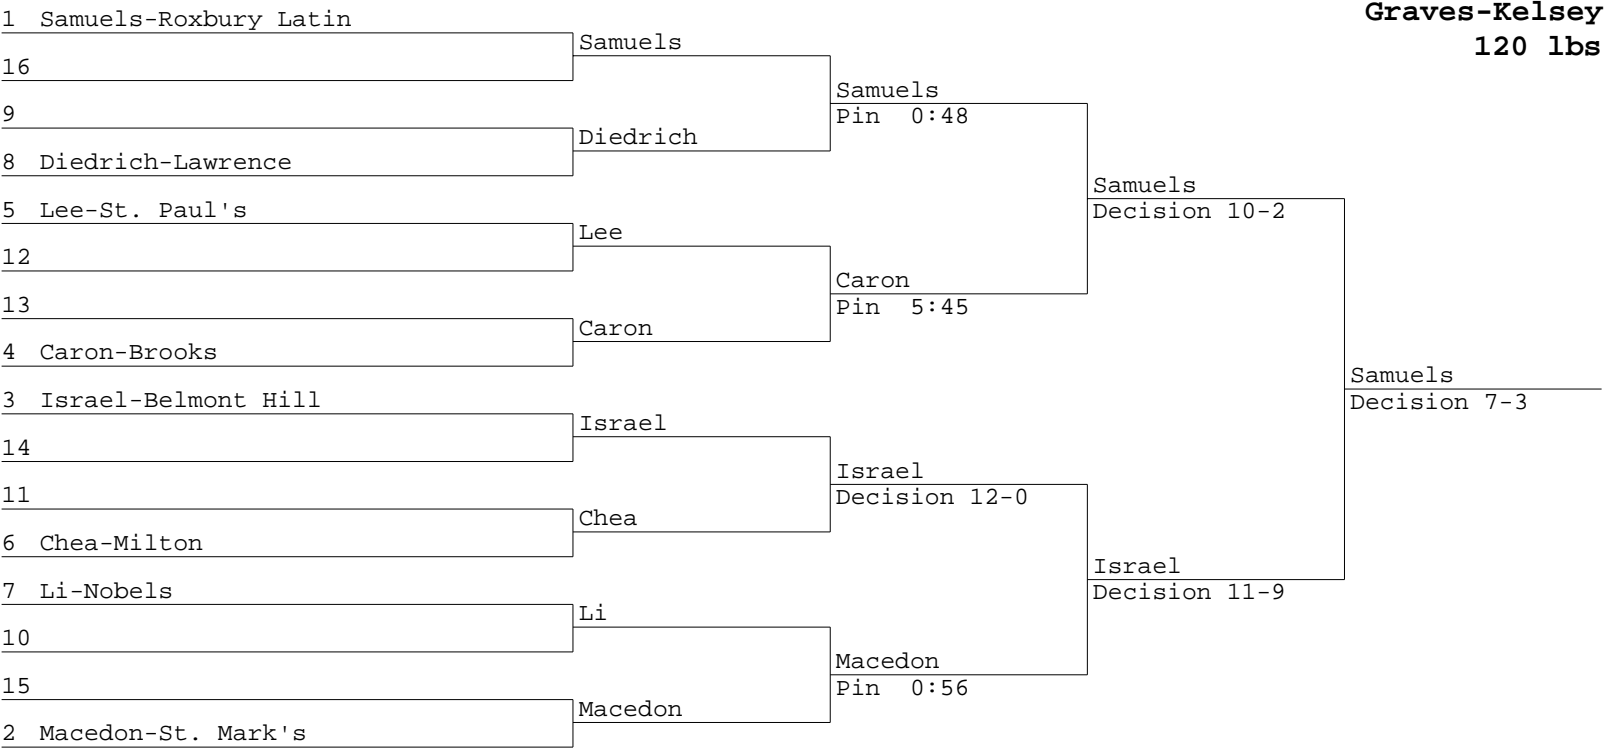 Graves-Kelsey
120 lbs
1 Samuels-Roxbury Latin
16
9
8 Diedrich-Lawrence
5 Lee-St. Paul's
12
13
4 Caron-Brooks
3 Israel-Belmont Hill
14
11
6 Chea-Milton
7 Li-Nobels
10
15
2 Macedon-St. Mark's
Samuels
Diedrich
Lee
Caron
Israel
Chea
Li
Macedon
Samuels
Pin 0:48
Caron
Pin 5:45
Israel
Decision 12-0
Macedon
Pin 0:56
Samuels
Decision 10-2
Israel
Decision 11-9
Samuels
Decision 7-3